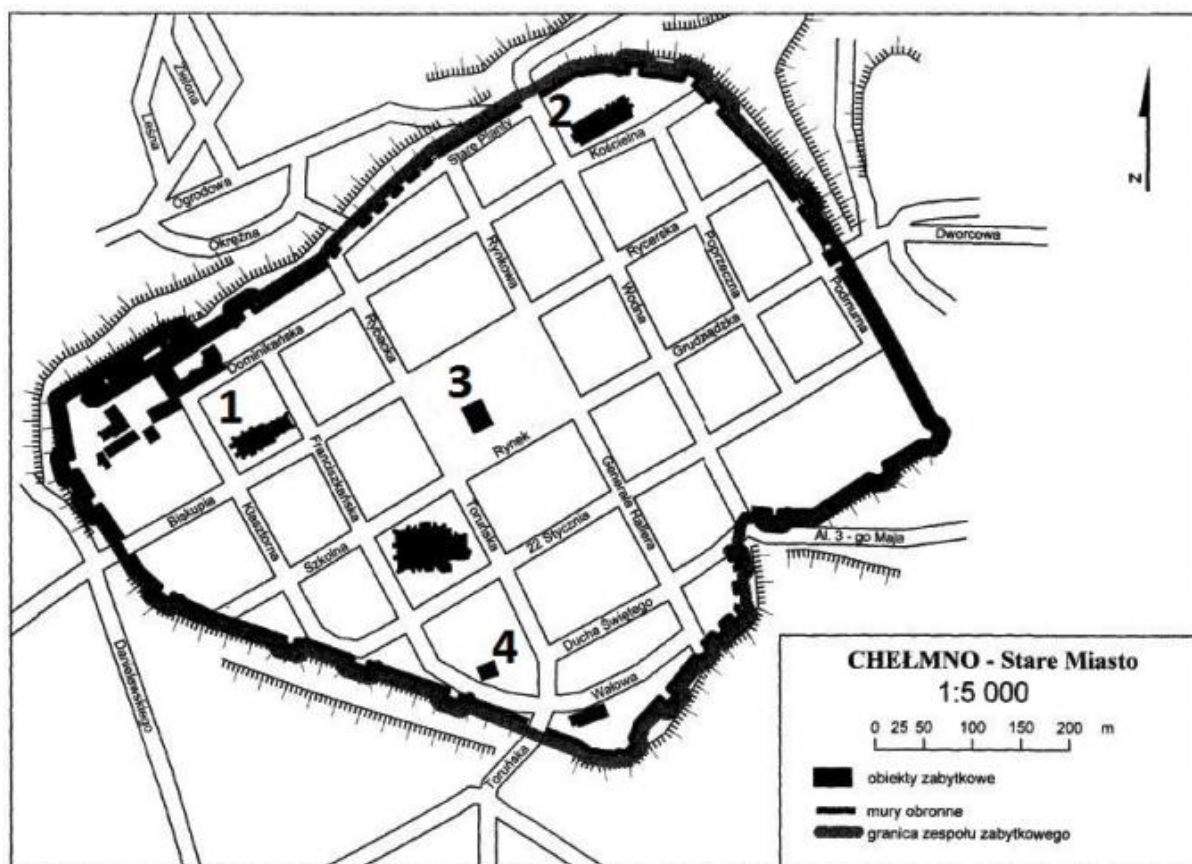 Zielona
Leśna
Ogrodowa
Okrężna
Stare Planty
2
Kościelna
N
Dworcowa
Rynkowa
Rycerska
Poprzeczna
Wodna
Podmurna
Grudziądzka
Dominikańska
Rybacka
1
3
Rynek
Franciszkańska
Biskupia
Klasztorna
Szkolna
Toruńska
22 Stycznia
Generała Hallera
Al. 3 - go Maja
Ducha Świętego
4
Wałowa
Danielewskiego
Toruńska
CHEŁMNO - Stare Miasto
1:5 000
0 25 50 100 150 200 m
obiekty zabytkowe
mury obronne
granica zespołu zabytkowego